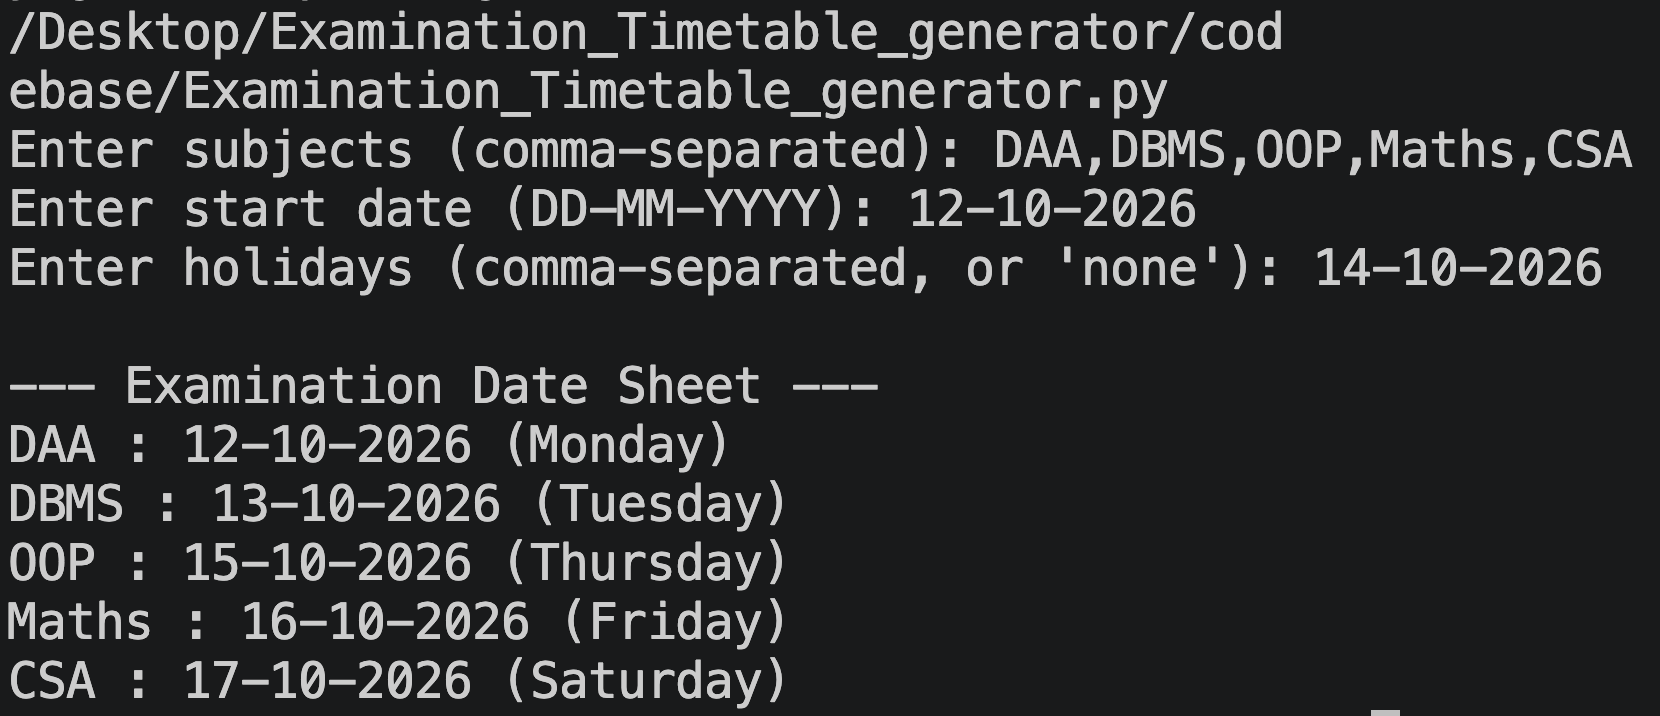 /Desktop/Examination_Timetable_generator/cod
ebase/Examination_Timetable_generator.py
Enter subjects (comma-separated): DAA,DBMS,OOP,Maths,CSA
Enter start date (DD-MM-YYYY): 12-10-2026
Enter holidays (comma-separated, or 'none'): 14-10-2026

--- Examination Date Sheet ---
DAA : 12-10-2026 (Monday)
DBMS : 13-10-2026 (Tuesday)
OOP : 15-10-2026 (Thursday)
Maths : 16-10-2026 (Friday)
CSA : 17-10-2026 (Saturday)